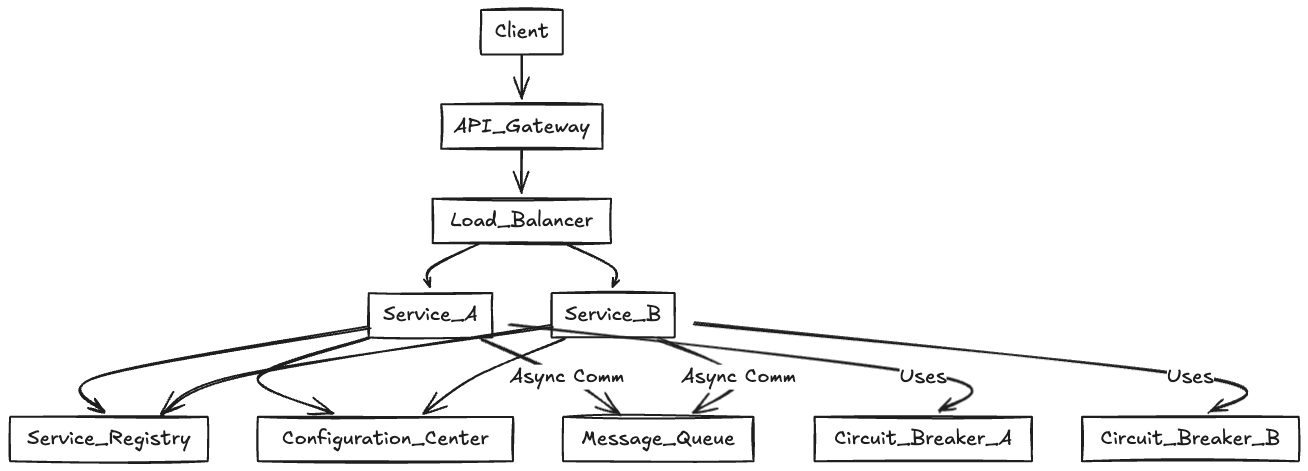 Client
API_Gateway
Load_Balancer
Service_A
Service_B
Async Comm
Async Comm
Uses
Uses
Service_Registry
Configuration_Center
Message_Queue
Circuit_Breaker_A
Circuit_Breaker_B